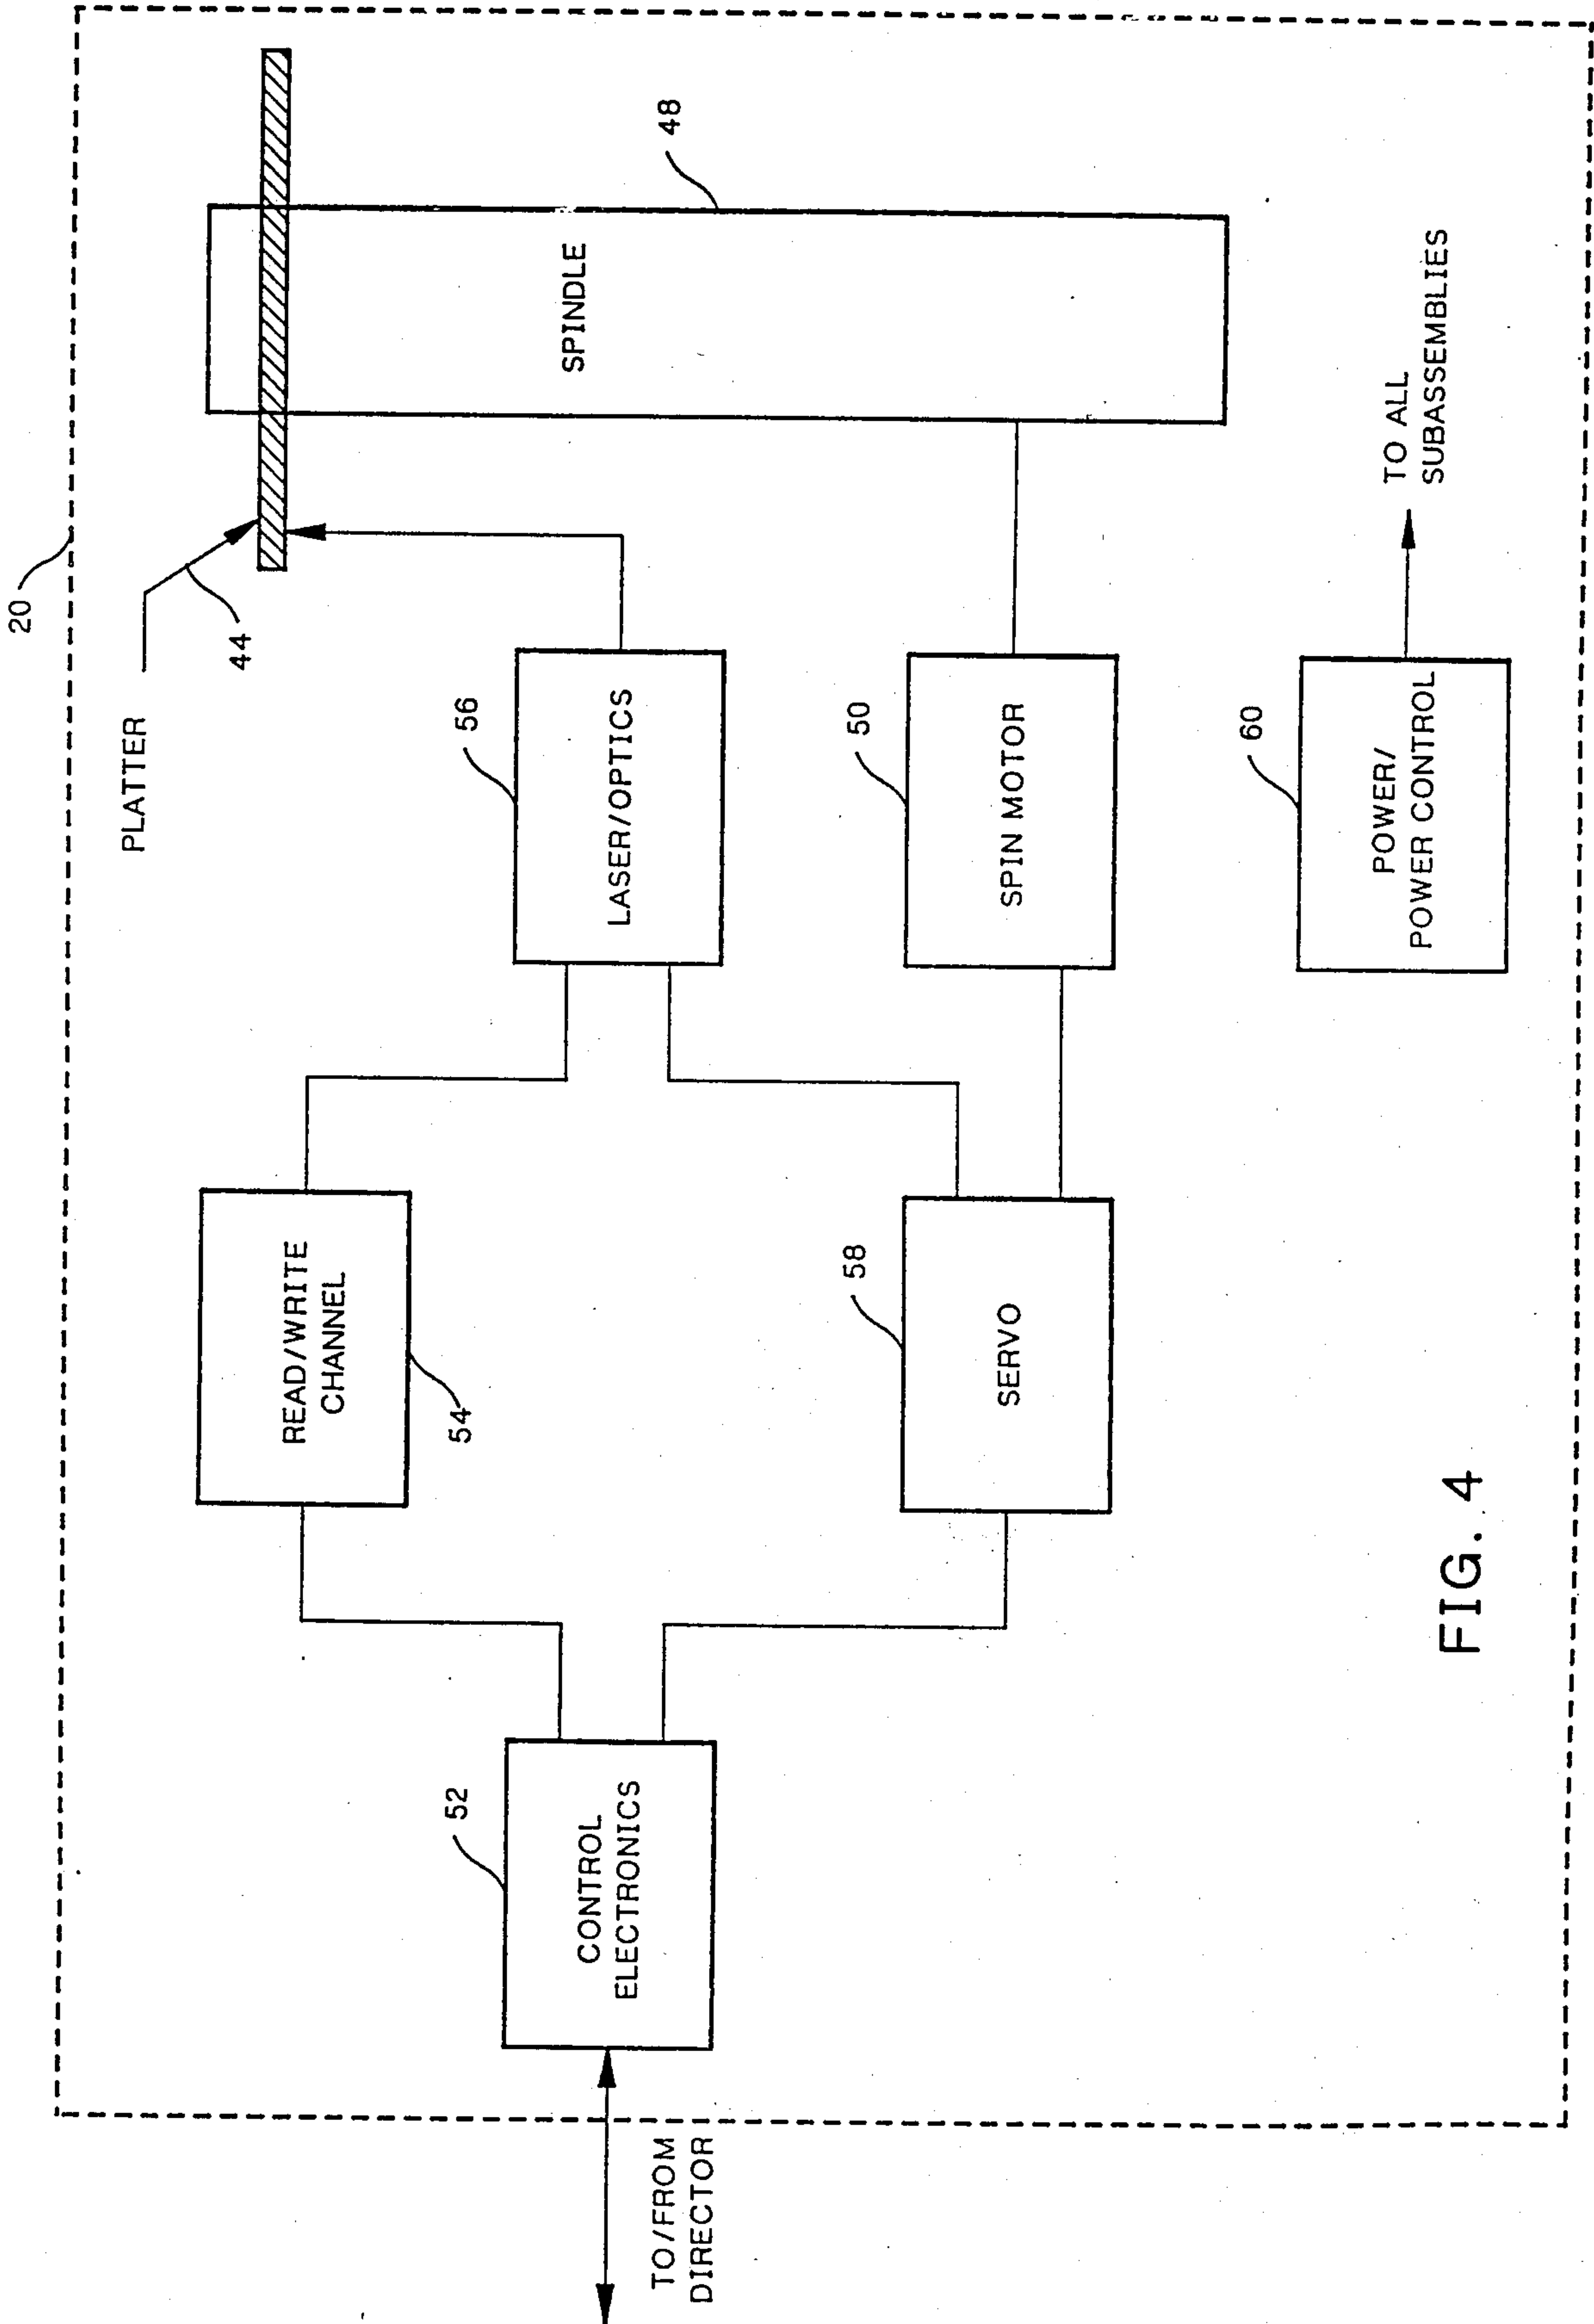 20
PLATTER
44
48
SPINDLE
56
LASER/OPTICS
50
SPIN MOTOR
60
POWER/
POWER CONTROL
TO ALL
SUBASSEMBLIES
READ/WRITE
CHANNEL
54
58
SERVO
52
CONTROL
ELECTRONICS
TO/FROM
DIRECTOR
FIG. 4